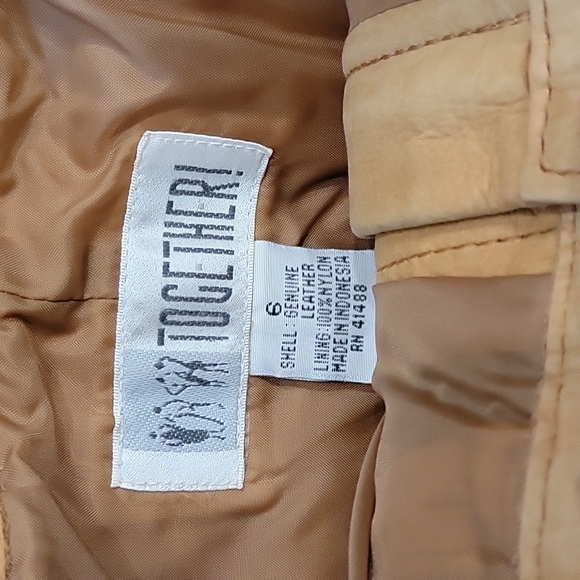 TOGETHER!
6
SHELL: GENUINE
LEATHER
LINING: 100% NYLON
MADE IN INDONESIA
RN 41488